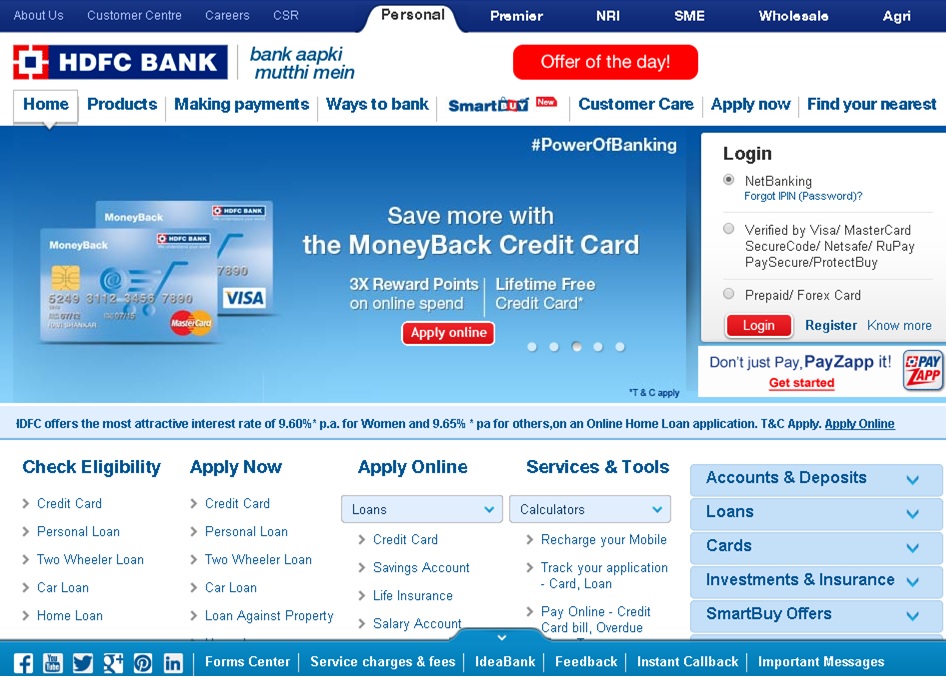 About Us Customer Centre Careers CSR Personal Premier NRI SME Wholesale Agri
HDFC BANK
bank aapki
mutthi mein
Offer of the day!
Home Products Making payments Ways to bank SmartBUY New Customer Care Apply now Find your nearest
#PowerOfBanking
Save more with
the MoneyBack Credit Card
3X Reward Points
on online spend
Lifetime Free
Credit Card*
Apply online
*T & C apply
MoneyBack HDFC BANK
MoneyBack HDFC BANK
7890
5249 3112 3456 7890
VISA
RAVI SHANKAR
MasterCard
Login
NetBanking
Forgot IPIN (Password)?
Verified by Visa/ MasterCard
SecureCode/ Netsafe/ RuPay
PaySecure/ProtectBuy
Prepaid/ Forex Card
Login Register Know more
Don't just Pay, PayZapp it!
Get started
PAY
ZAPP
HDFC offers the most attractive interest rate of 9.60%* p.a. for Women and 9.65% * pa for others,on an Online Home Loan application. T&C Apply. Apply Online
Check Eligibility
Credit Card
Personal Loan
Two Wheeler Loan
Car Loan
Home Loan
Apply Now
Credit Card
Personal Loan
Two Wheeler Loan
Car Loan
Loan Against Property
Apply Online
Loans
Credit Card
Savings Account
Life Insurance
Salary Account
Services & Tools
Calculators
Recharge your Mobile
Track your application
- Card, Loan
Pay Online - Credit
Card bill, Overdue
Accounts & Deposits
Loans
Cards
Investments & Insurance
SmartBuy Offers
You
Tube
Forms Center Service charges & fees IdeaBank Feedback Instant Callback Important Messages